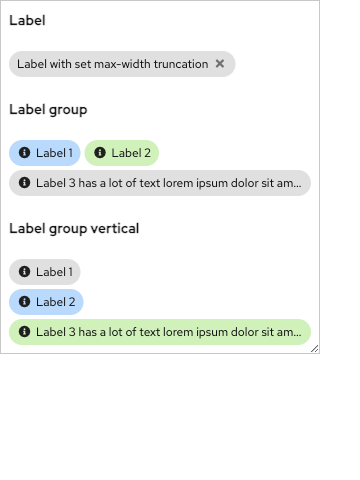 Label
Label with set max-width truncation
Label group
Label 1 Label 2
Label 3 has a lot of text lorem ipsum dolor sit am...
Label group vertical
Label 1
Label 2
Label 3 has a lot of text lorem ipsum dolor sit am...